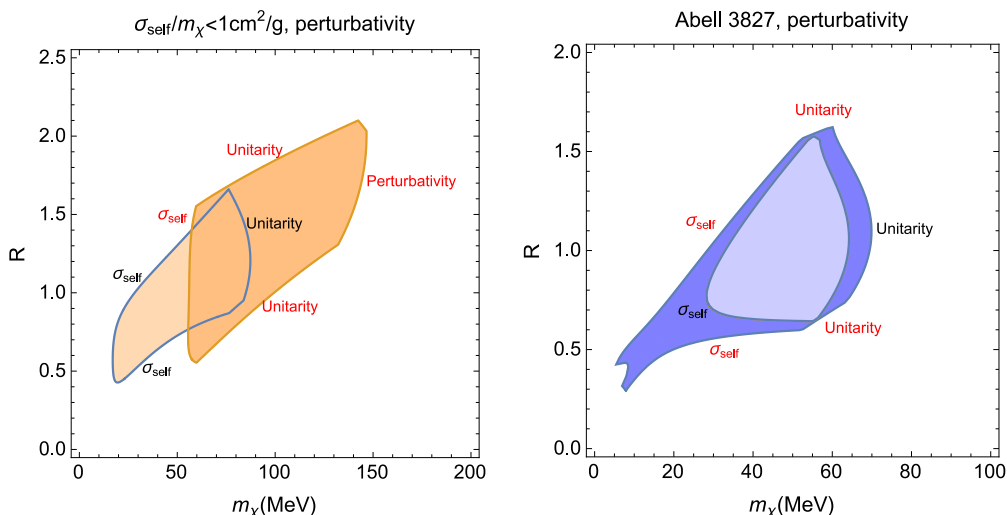 σself/mχ<1cm²/g, perturbativity
2.5
2.0
1.5
1.0
0.5
0.0
R
Unitarity
Perturbativity
σself
Unitarity
σself
Unitarity
σself
0 50 100 150 200
mχ(MeV)
Abell 3827, perturbativity
2.0
1.5
1.0
0.5
0.0
R
Unitarity
σself
Unitarity
σself
Unitarity
σself
0 20 40 60 80 100
mχ(MeV)